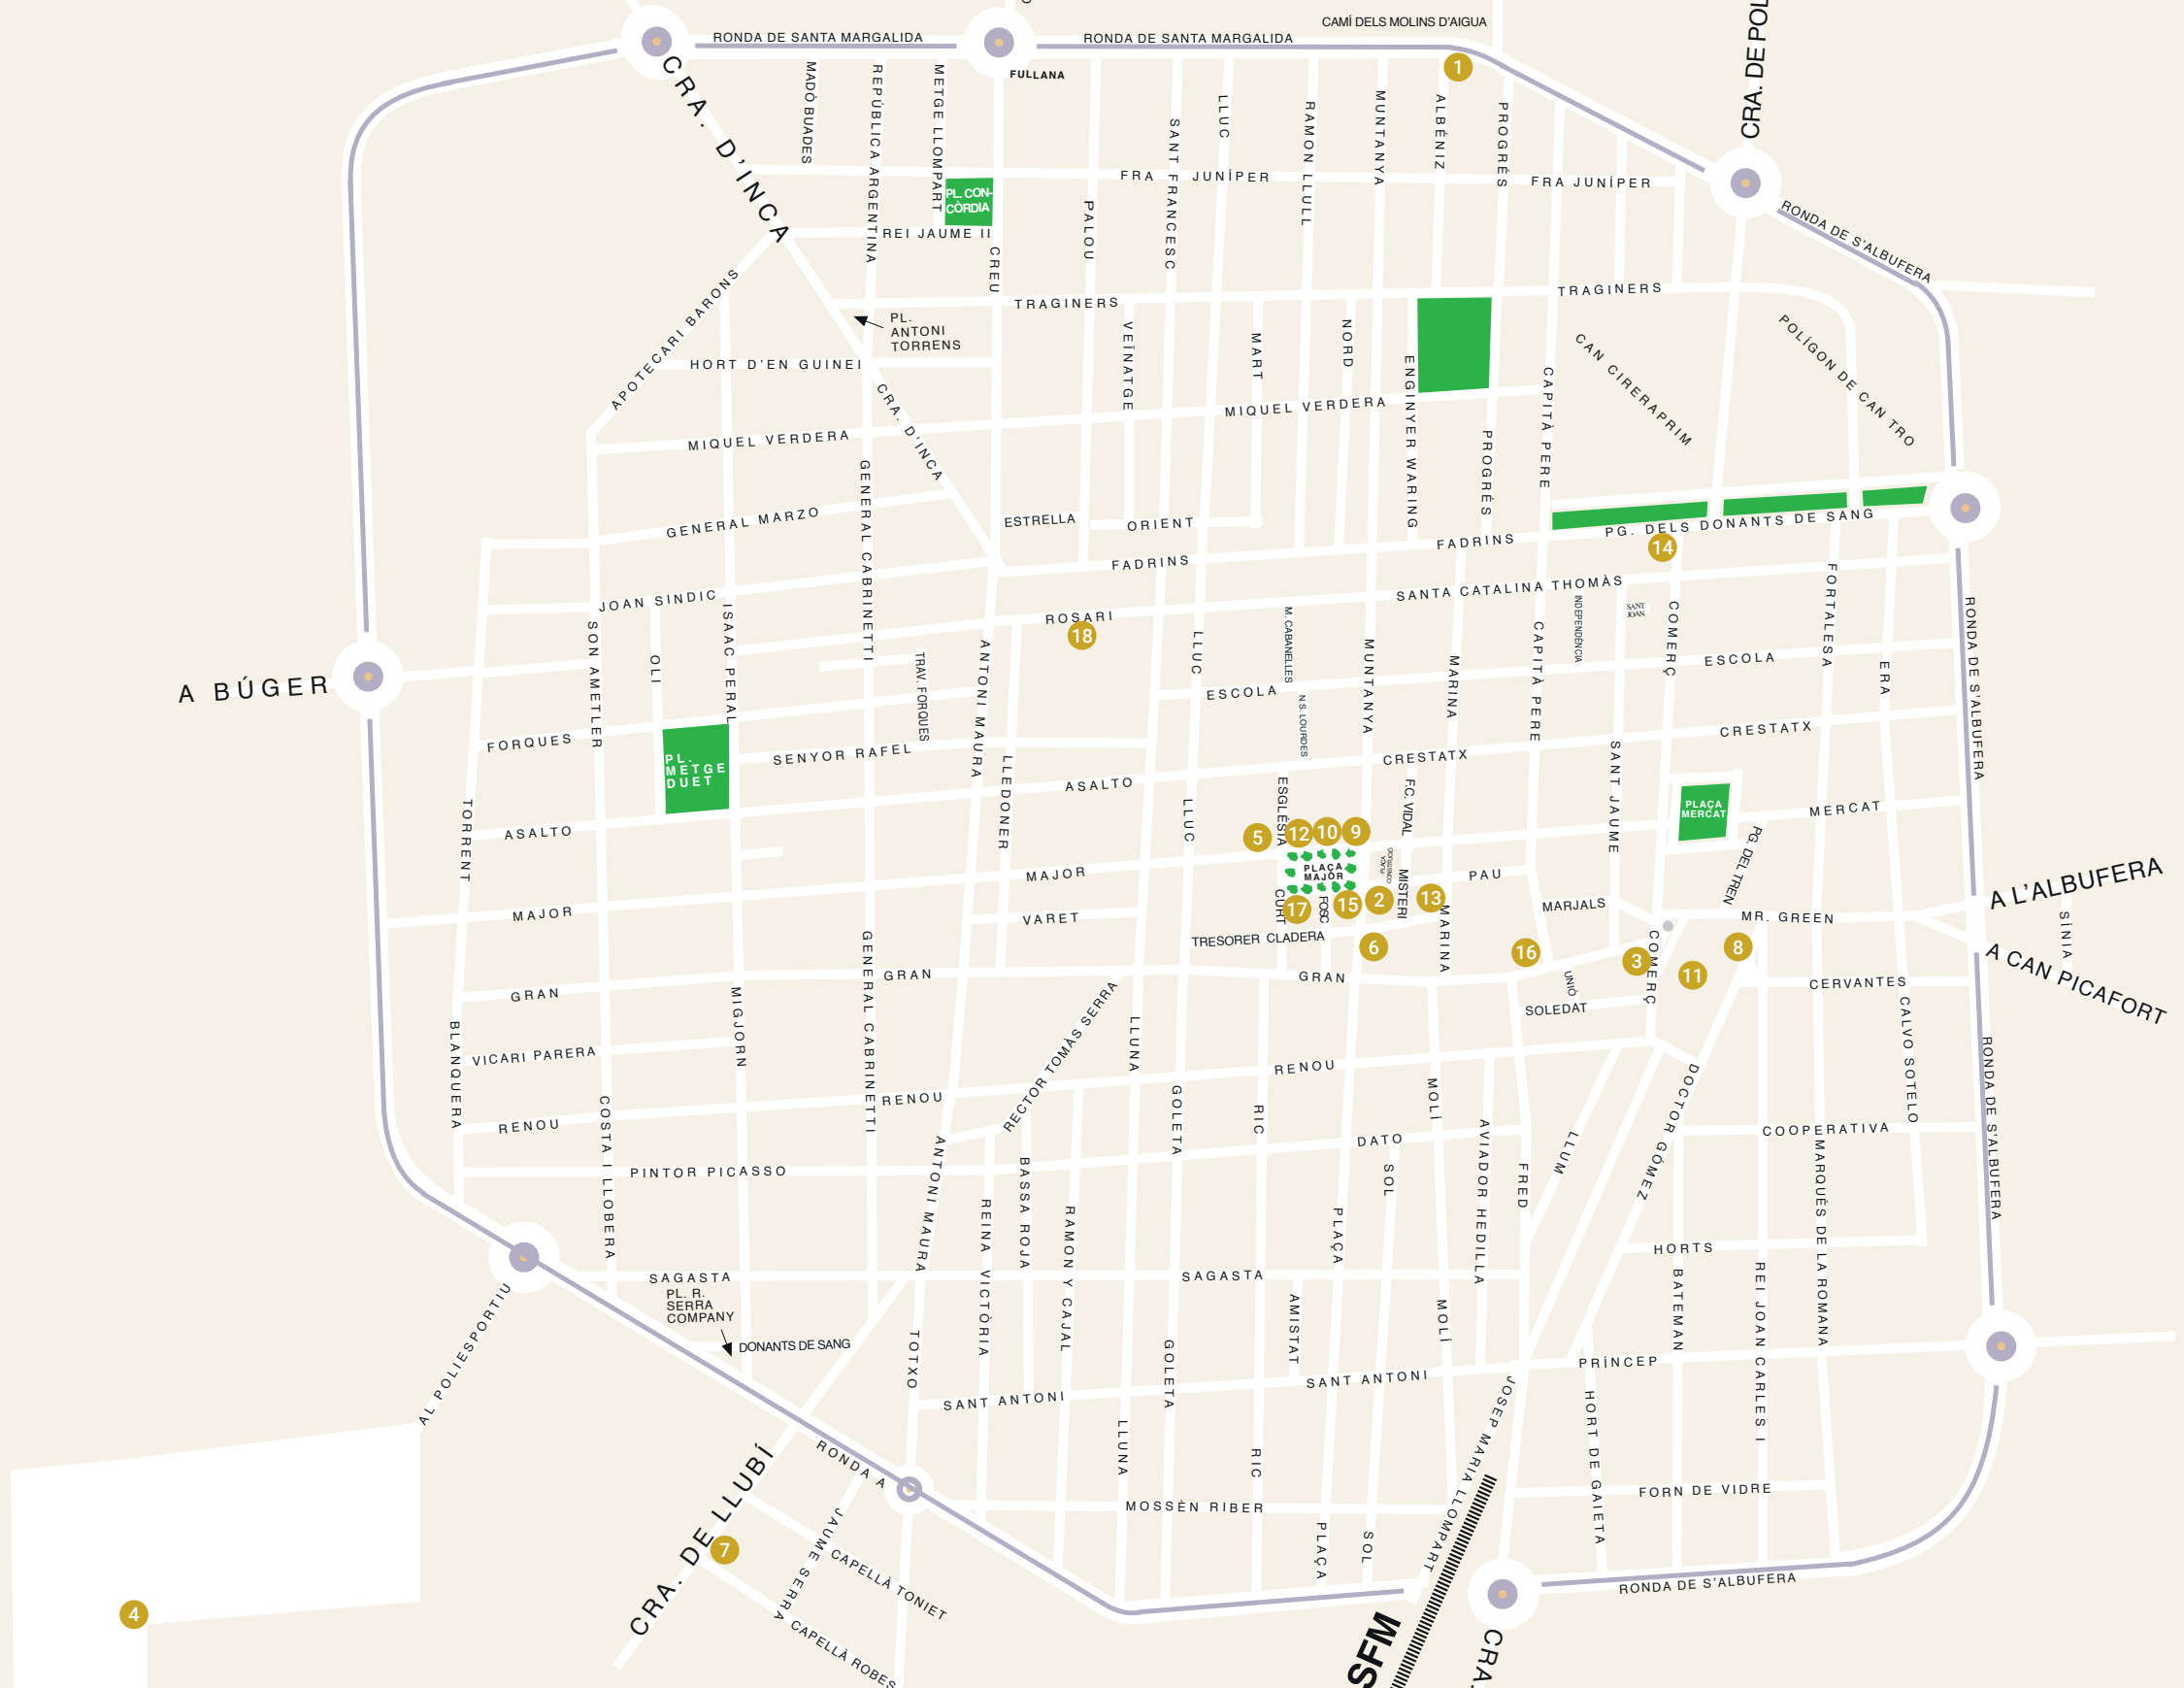 CAMÍ DELS MOLINS D'AIGUA
RONDA DE SANTA MARGALIDA
RONDA DE SANTA MARGALIDA
FULLANA
1
CRA. DE POL
CRA. D'INCA
MADÒ BUADES
REPÚBLICA ARGENTINA
METGE LLOMPART
LLUC
RAMON LLULL
MUNTANYA
ALBÉNIZ
PROGRÉS
SANT FRANCESC
FRA JUNÍPER
FRA JUNÍPER
PL. CON-
CÒRDIA
REI JAUME II
CREU
PALOU
RONDA DE S'ALBUFERA
APOTECARI BARONS
TRAGINERS
TRAGINERS
PL.
ANTONI
TORRENS
VEÏNATGE
MART
NORD
ENGINYER WARING
CAPITÀ PERE
CAN CIRERAPRIM
POLÍGON DE CAN TRO
HORT D'EN GUINEI
CRA. D'INCA
MIQUEL VERDERA
MIQUEL VERDERA
GENERAL CABRINETTI
PROGRÉS
GENERAL MARZO
ESTRELLA
ORIENT
FADRINS
FADRINS
PG. DELS DONANTS DE SANG
14
JOAN SINDIC
ISAAC PERAL
SON AMETLER
OLI
ROSARI
18
SANTA CATALINA THOMÀS
INDEPENDÈNCIA
SANT
JOAN
COMERÇ
FORTALESA
RONDA DE S'ALBUFERA
M. CABANELLES
LLUC
MUNTANYA
MARINA
CAPITÀ PERE
ESCOLA
ESCOLA
ERA
A BÚGER
TRAV. FORQUES
ANTONI MAURA
N.S. LOURDES
FORQUES
SENYOR RAFEL
CRESTATX
CRESTATX
PL.
METGE
DUET
LLEDONER
ASALTO
ASALTO
LLUC
ESGLÉSIA
F.C. VIDAL
SANT JAUME
PLAÇA
MERCAT
MERCAT
PG. DEL TREN
TORRENT
5
12
10
9
PLAÇA
MAJOR
MAJOR
MAJOR
MISTERI
PAU
CURT
17
FOSC
15
2
13
MARINA
MARJALS
MR. GREEN
A L'ALBUFERA
SÍNIA
VARET
TRESORER CLADERA
6
16
3
COMERÇ
11
8
A CAN PICAFORT
GENERAL CABRINETTI
GRAN
GRAN
GRAN
UNIÓ
SOLEDAT
CERVANTES
CALVO SOTELO
MIGJORN
RECTOR TOMÀS SERRA
LLUNA
BLANQUERA
VICARI PARERA
RENOU
RENOU
RENOU
GOLETA
RIC
MOLÍ
DOCTOR GÓMEZ
RONDA DE S'ALBUFERA
COSTA I LLOBERA
DATO
AVIADOR HEDILLA
LLUM
COOPERATIVA
MARQUÈS DE LA ROMANA
PINTOR PICASSO
ANTONI MAURA
BASSA ROJA
SOL
FRED
REINA VICTÒRIA
RAMON Y CAJAL
PLAÇA
HORTS
SAGASTA
SAGASTA
PL. R.
SERRA
COMPANY
DONANTS DE SANG
AMISTAT
MOLÍ
BATEMAN
REI JOAN CARLES I
AL POLIESPORTIU
TOTXO
GOLETA
PRÍNCEP
SANT ANTONI
SANT ANTONI
JOSEP MARIA LLOMPART
HORT DE GAIETA
LLUNA
RIC
RONDA A
CRA. DE LLUBÍ
7
JAUME SERRA
CAPELLÀ TONIET
CAPELLÀ ROBES
MOSSÈN RIBER
PLAÇA
SOL
FORN DE VIDRE
RONDA DE S'ALBUFERA
4
SFM
CRA.